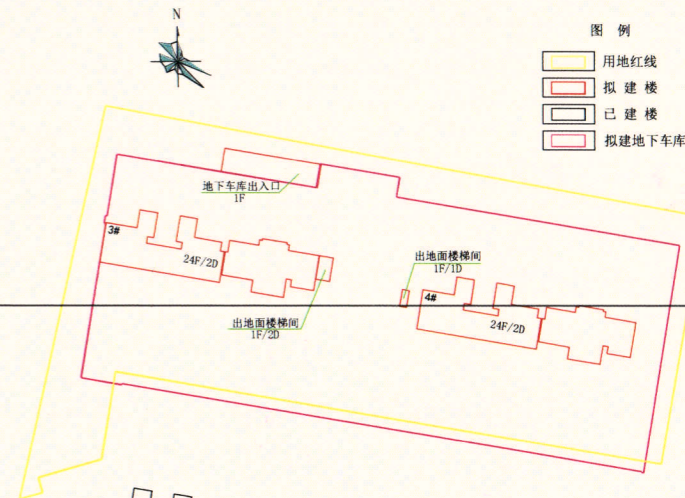 N
图 例
用地红线
拟 建 楼
已 建 楼
拟建地下车库
地下车库出入口
1F
3#
24F/2D
出地面楼梯间
1F/1D
4#
出地面楼梯间
1F/2D
24F/2D